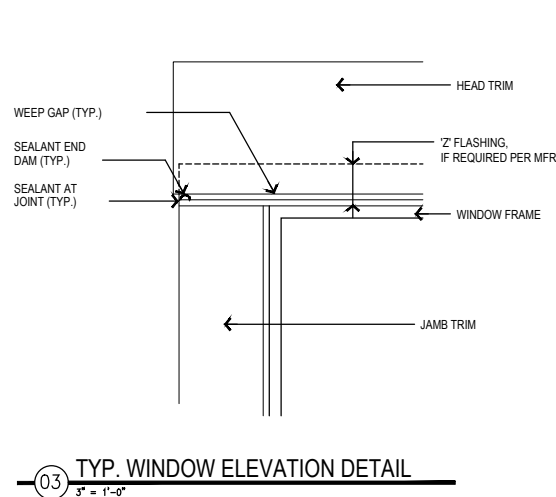 HEAD TRIM
WEEP GAP (TYP.)
'Z' FLASHING,
IF REQUIRED PER MFR
SEALANT END
DAM (TYP.)
SEALANT AT
JOINT (TYP.)
WINDOW FRAME
JAMB TRIM
03 TYP. WINDOW ELEVATION DETAIL
3" = 1'-0"